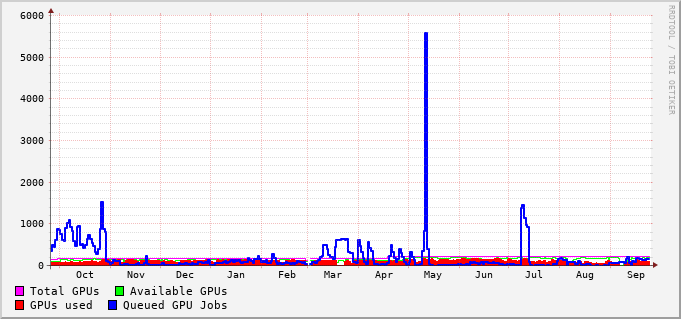 6000
5000
4000
3000
2000
1000
0
Oct Nov Dec Jan Feb Mar Apr May Jun Jul Aug Sep
Total GPUs Available GPUs
GPUs used Queued GPU Jobs
RRDTOOL / TOBI OETIKER